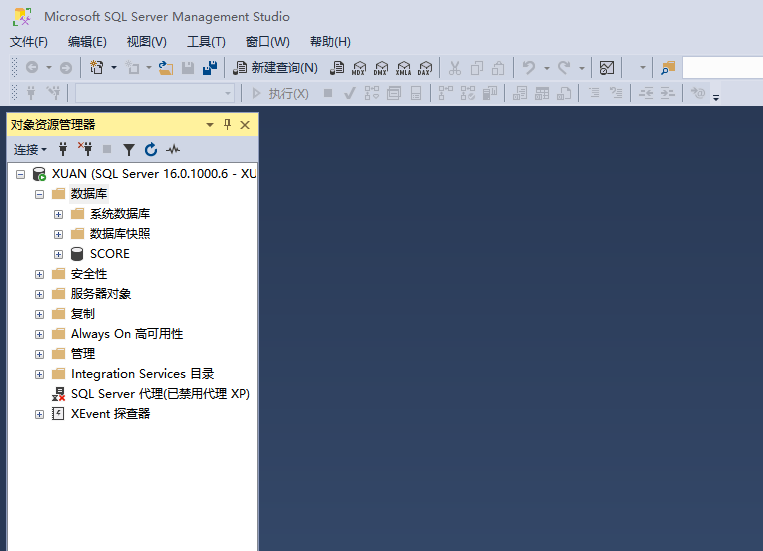 Microsoft SQL Server Management Studio
文件(F) 编辑(E) 视图(V) 工具(T) 窗口(W) 帮助(H)
新建查询(N) MDX DMX XMLA DAX
执行(X)
对象资源管理器
连接
XUAN (SQL Server 16.0.1000.6 - XU
数据库
系统数据库
数据库快照
SCORE
安全性
服务器对象
复制
Always On 高可用性
管理
Integration Services 目录
SQL Server 代理(已禁用代理 XP)
XEvent 探查器